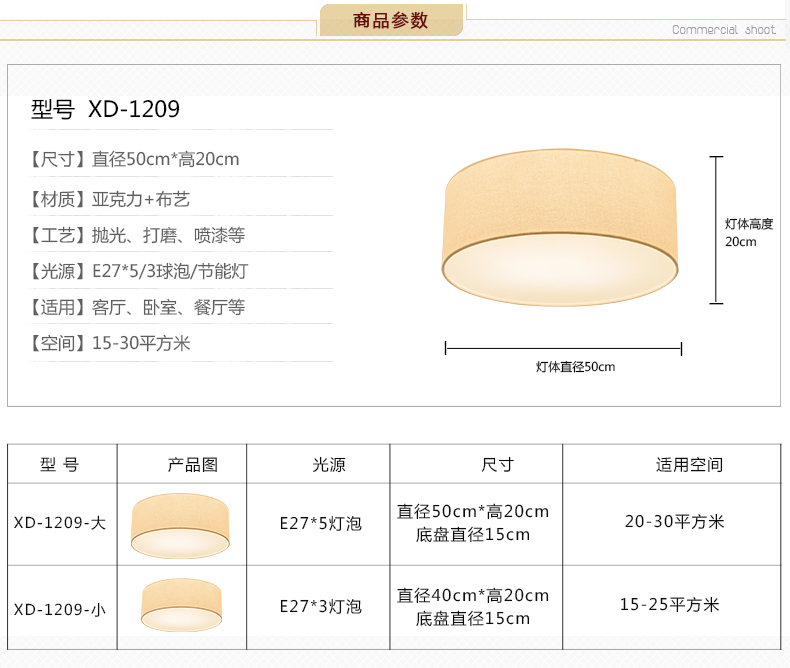 商品参数
Commercial shoot
型号 XD-1209
【尺寸】直径50cm*高20cm
【材质】亚克力+布艺
【工艺】抛光、打磨、喷漆等
【光源】E27*5/3球泡/节能灯
【适用】客厅、卧室、餐厅等
【空间】15-30平方米
灯体高度
20cm
灯体直径50cm
型 号 产品图 光源 尺寸 适用空间
XD-1209-大 E27*5灯泡 直径50cm*高20cm 20-30平方米
底盘直径15cm
XD-1209-小 E27*3灯泡 直径40cm*高20cm 15-25平方米
底盘直径15cm